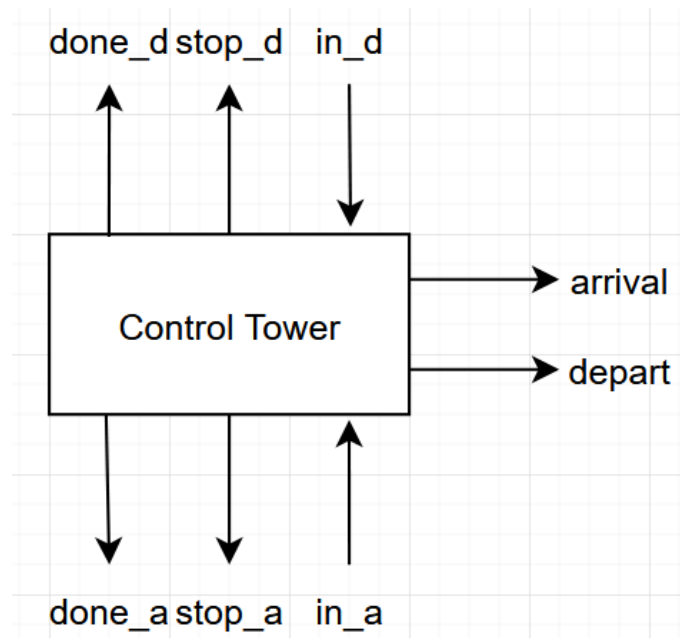 done_d stop_d in_d
arrival
Control Tower
depart
done_a stop_a in_a